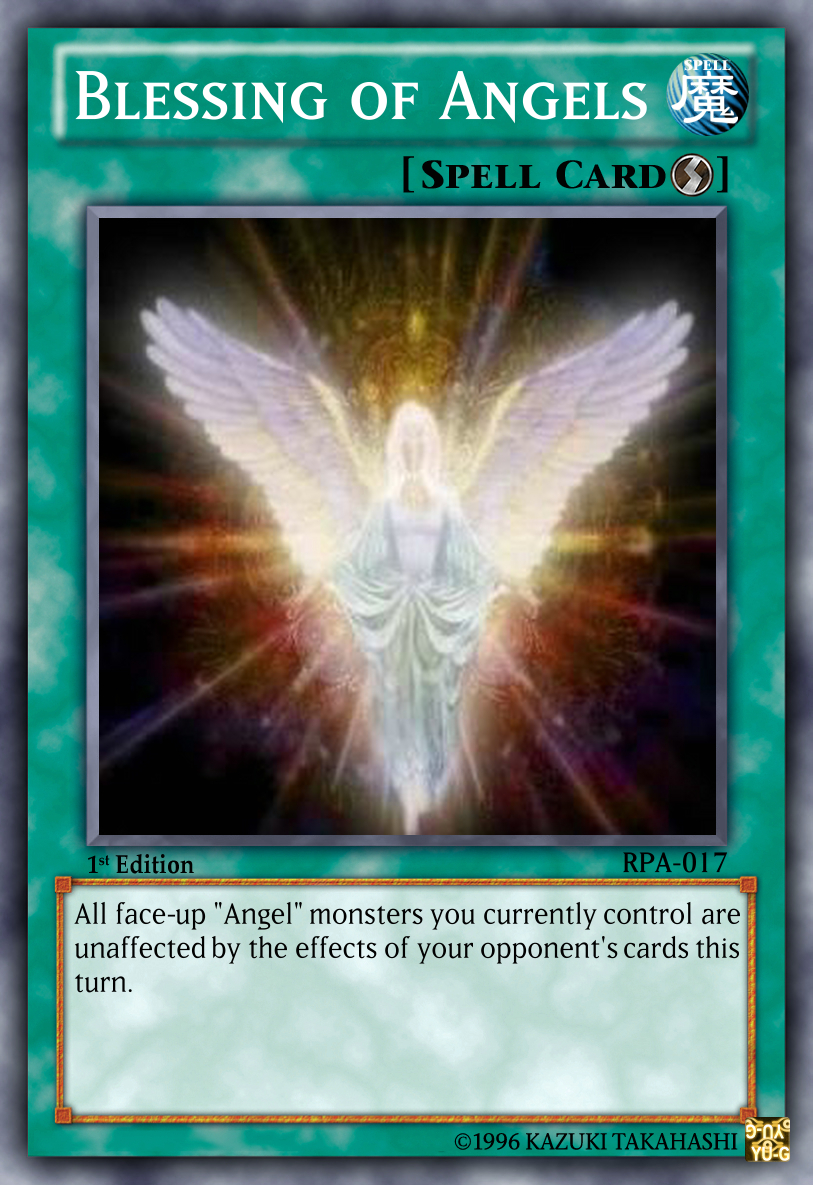 BLESSING OF ANGELS
SPELL
魔
[SPELL CARD]
1st Edition
RPA-017
All face-up "Angel" monsters you currently control are
unaffected by the effects of your opponent's cards this
turn.
©1996 KAZUKI TAKAHASHI